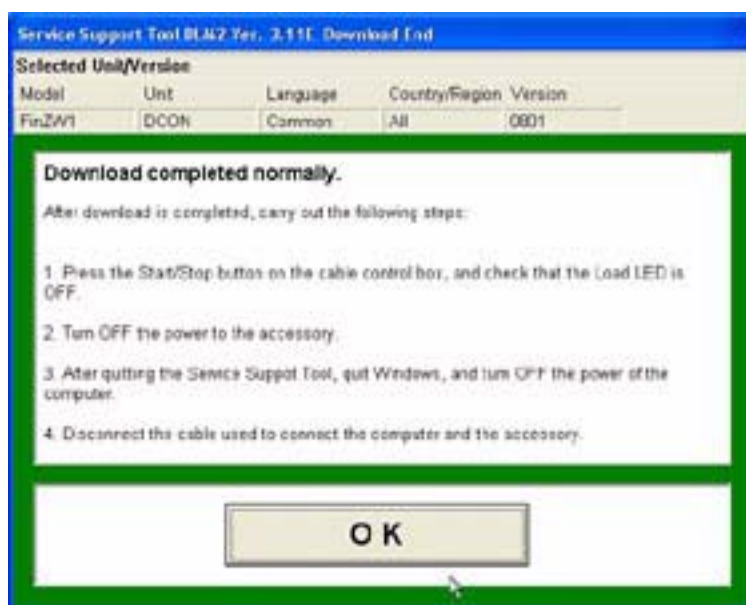 Service Support Tool Ver. 3.11E Download End
Selected Unit/Version
Model Unit Language Country/Region Version
FinZW1 DCON Common All 0801
Download completed normally.
After download is completed, carry out the following steps:
1. Press the Start/Stop button on the cable control box, and check that the Load LED is
OFF.
2. Turn OFF the power to the accessory.
3. After quitting the Service Suppot Tool, quit Windows, and turn OFF the power of the
computer.
4. Disconnect the cable used to connect the computer and the accessory.
OK